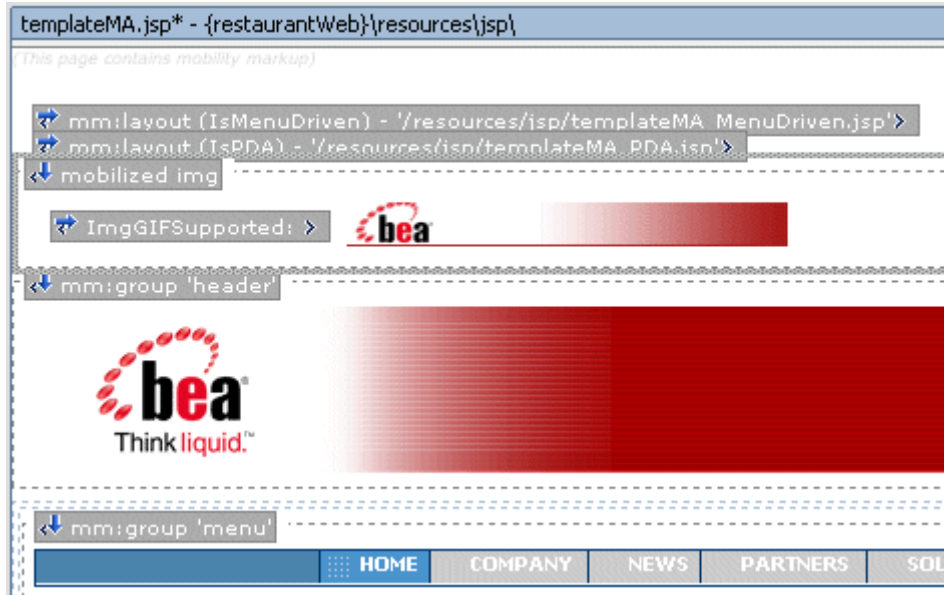 templateMA.jsp* - {restaurantWeb}\resources\jsp\
(This page contains mobility markup)
mm:layout (IsMenuDriven) - '/resources/jsp/templateMA_MenuDriven.jsp'>
mm:layout (IsPDA) - '/resources/jsp/templateMA_PDA.jsp'>
mobilized img
ImgGIFSupported: >
bea
mm:group 'header'
bea
Think liquid.™
mm:group 'menu'
HOME COMPANY NEWS PARTNERS SOL